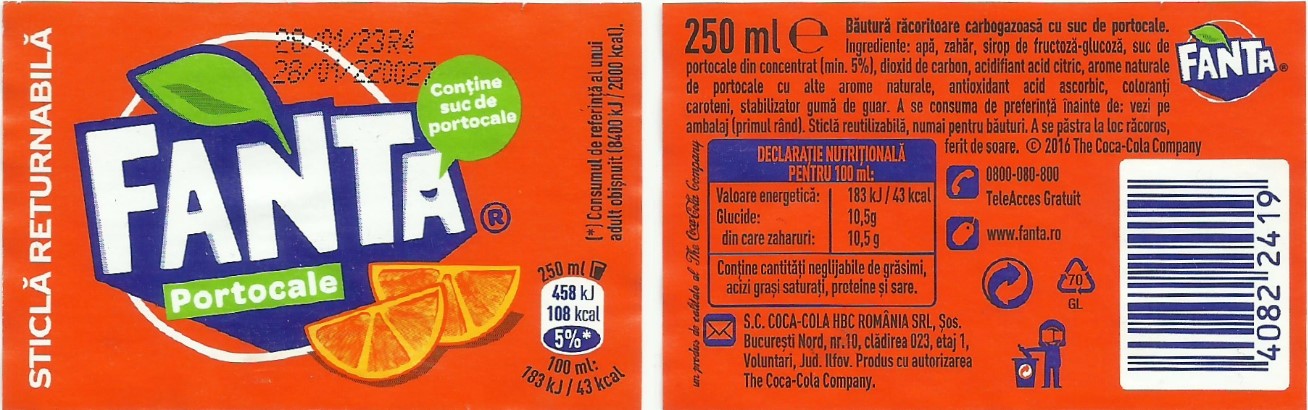 STICLĂ RETURNABILĂ
28/01/23R4
Conține
suc de
portocale
FANTA®
Portocale
(*) Consumul de referință al unui
adult obișnuit (8400 kJ / 2000 kcal).
250 ml
458 kJ
108 kcal
5%*
100 ml:
183 kJ / 43 kcal
250 ml e
Băutură răcoritoare carbogazoasă cu suc de portocale.
Ingrediente: apă, zahăr, sirop de fructoză-glucoză, suc de
portocale din concentrat (min. 5%), dioxid de carbon, acidifiant acid citric, arome naturale
de portocale cu alte arome naturale, antioxidant acid ascorbic, coloranți
caroteni, stabilizator gumă de guar. A se consuma de preferință înainte de: vezi pe
ambalaj (primul rând). Sticlă reutilizabilă, numai pentru băuturi. A se păstra la loc răcoros,
ferit de soare. © 2016 The Coca-Cola Company
FANTA®
un produs de calitate al The Coca-Cola Company
DECLARAȚIE NUTRIȚIONALĂ
PENTRU 100 ml:
Valoare energetică: 183 kJ / 43 kcal
Glucide: 10,5g
din care zaharuri: 10,5 g
Conține cantități neglijabile de grăsimi,
acizi grași saturați, proteine și sare.
0800-080-800
TeleAcces Gratuit
www.fanta.ro
70
GL
S.C. COCA-COLA HBC ROMÂNIA SRL, Șos.
București Nord, nr.10, clădirea 023, etaj 1,
Voluntari, Jud. Ilfov. Produs cu autorizarea
The Coca-Cola Company.
4082 2419